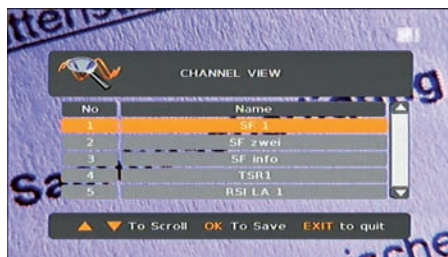 CHANNEL VIEW
No Name
1 SF 1
2 SF zwei
3 SF info
4 TSR1
5 RSI LA 1
To Scroll OK To Save EXIT to quit